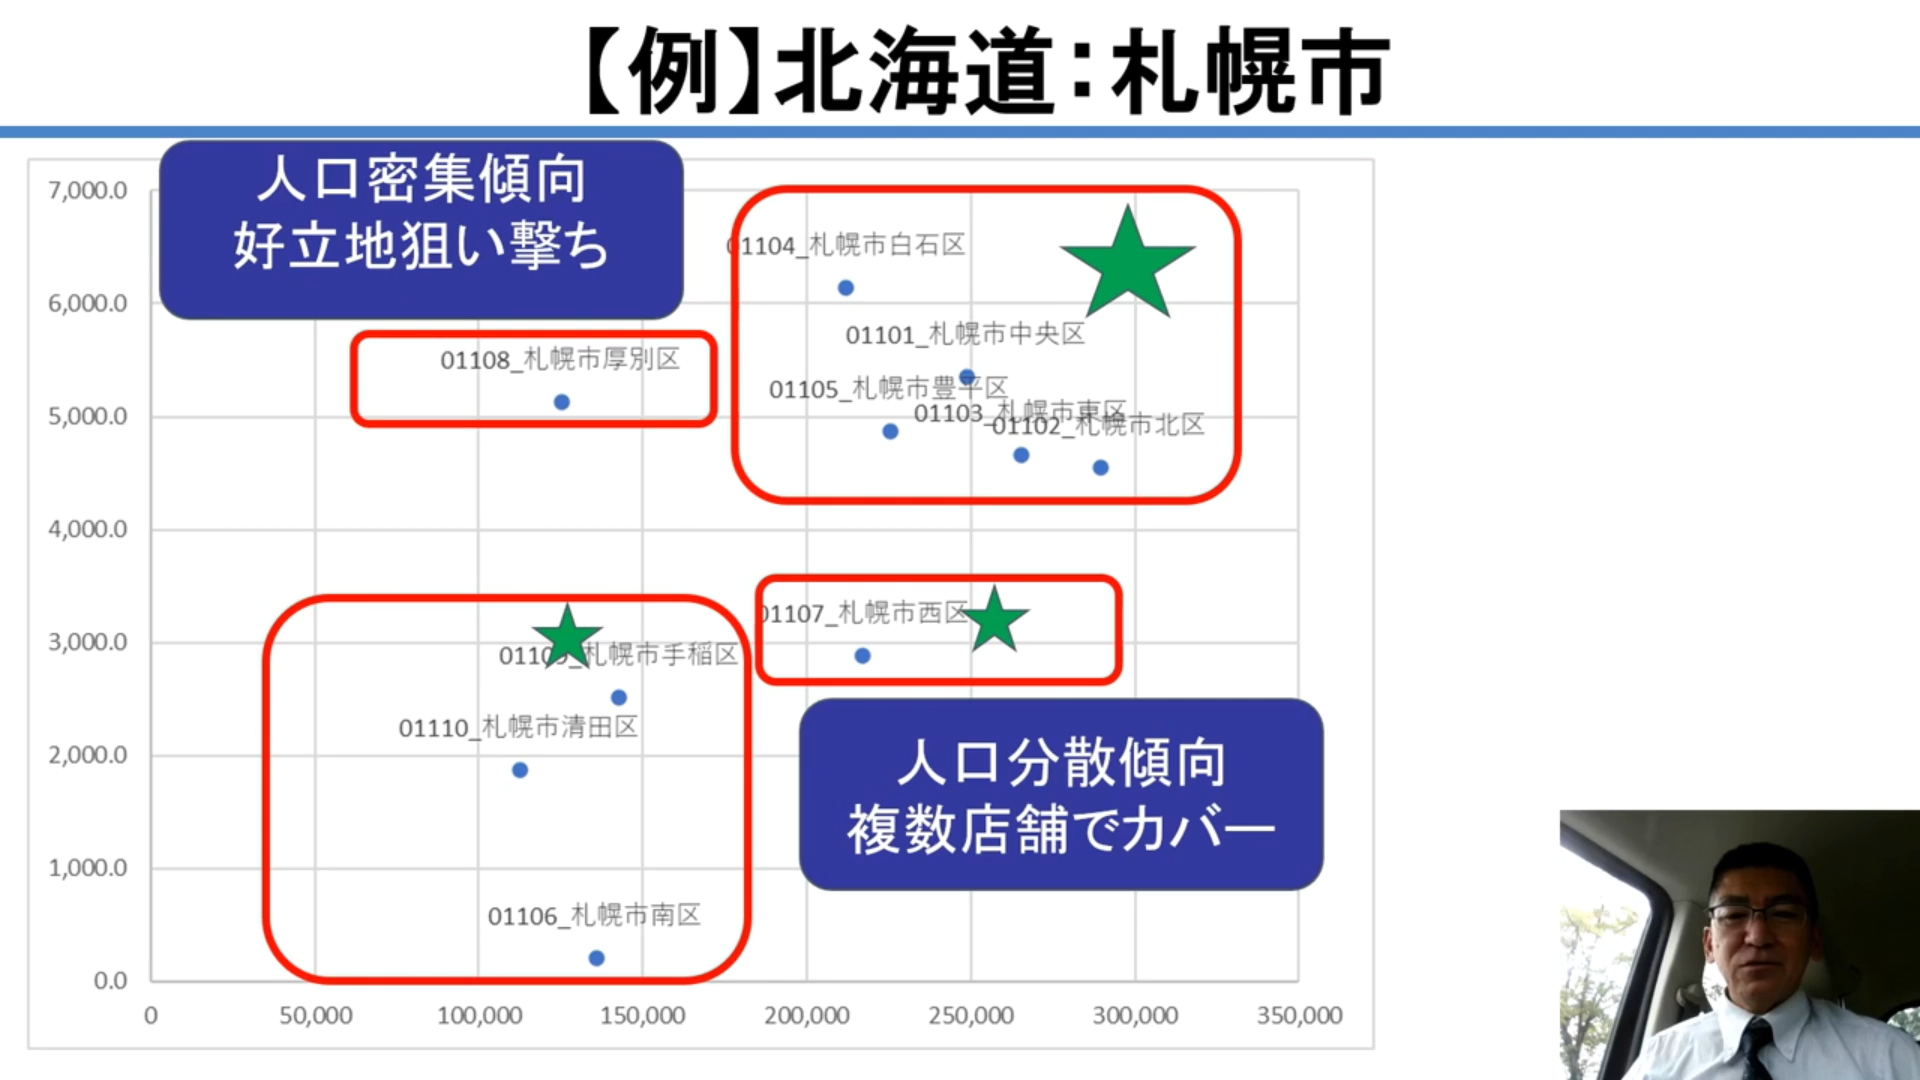 【例】北海道：札幌市
人口密集傾向
好立地狙い撃ち
7,000.0
6,000.0
5,000.0
4,000.0
3,000.0
2,000.0
1,000.0
0.0
01104_札幌市白石区
01101_札幌市中央区
01108_札幌市厚別区
01105_札幌市豊平区
01103_札幌市東区
01102_札幌市北区
01107_札幌市西区
01109_札幌市手稲区
01110_札幌市清田区
人口分散傾向
複数店舗でカバー
01106_札幌市南区
0
50,000
100,000
150,000
200,000
250,000
300,000
350,000